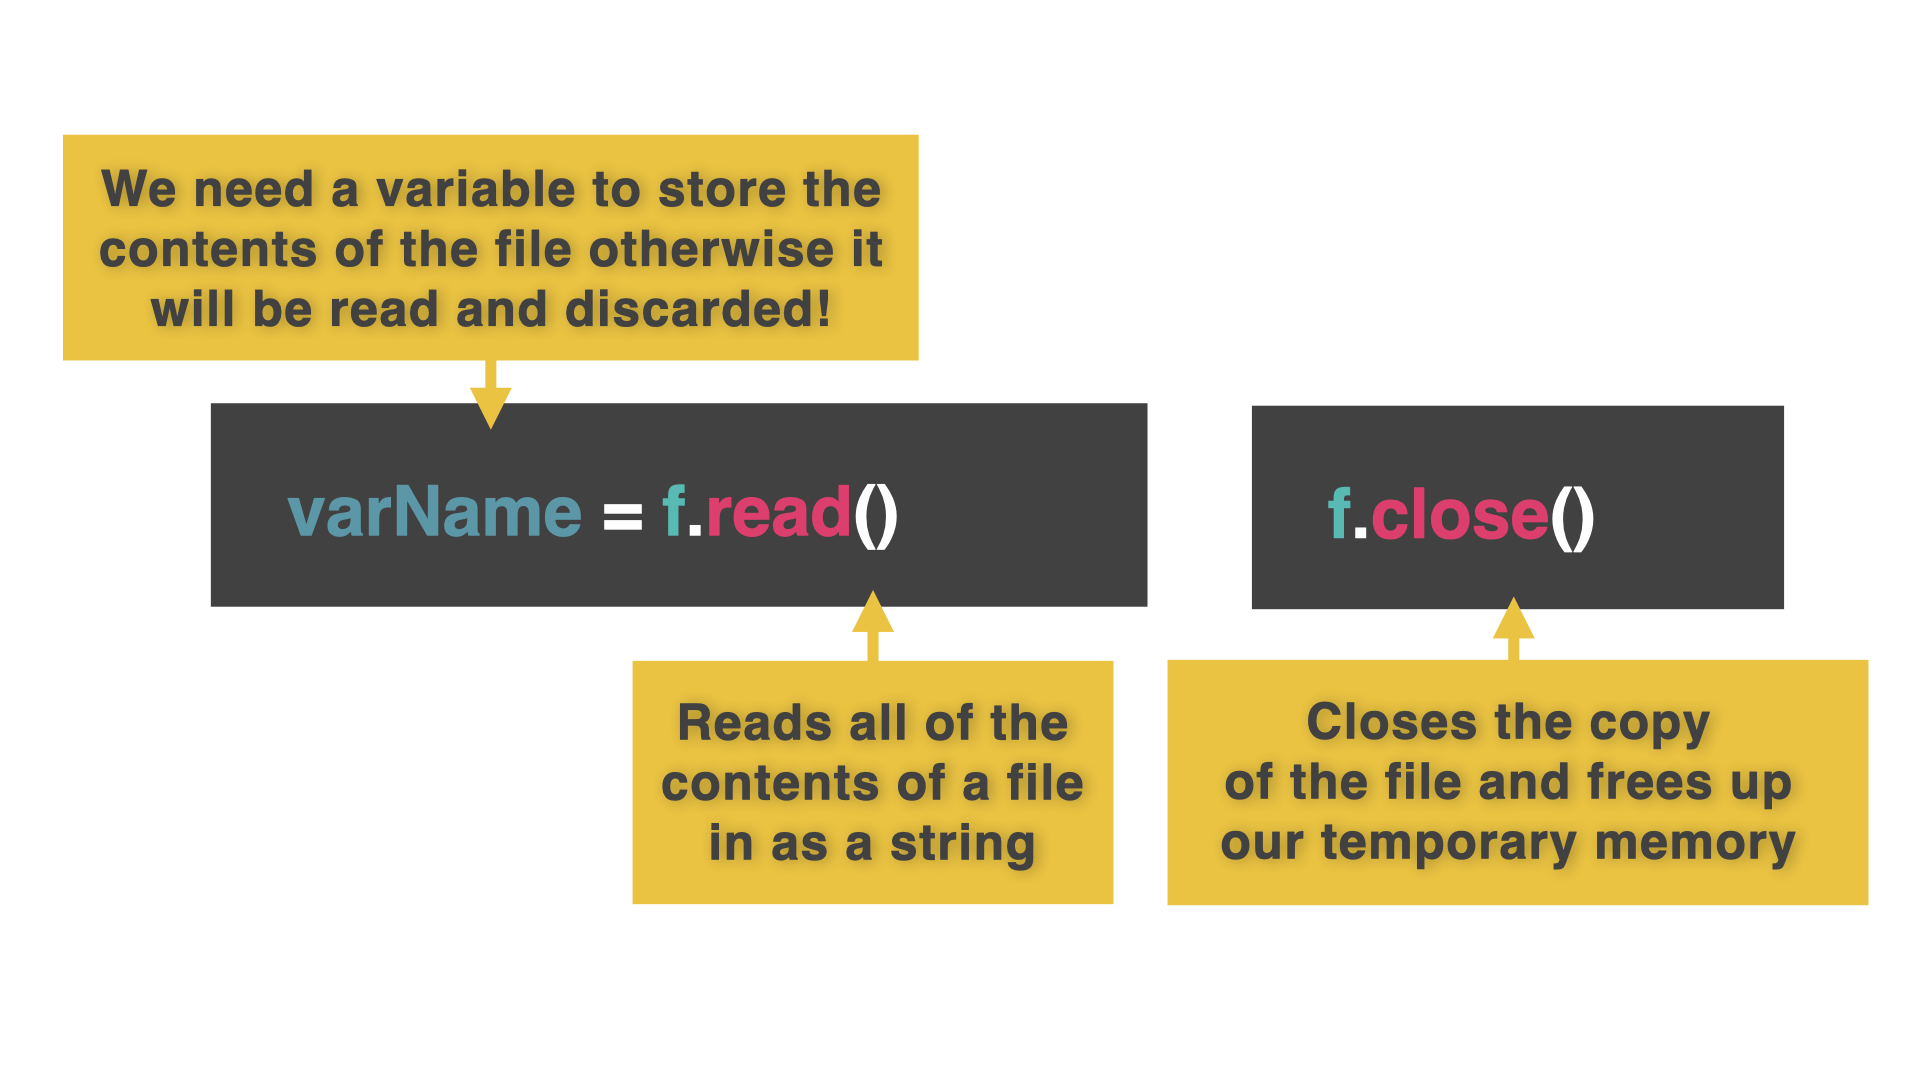 We need a variable to store the
contents of the file otherwise it
will be read and discarded!
varName = f.read()
f.close()
Reads all of the
contents of a file
in as a string
Closes the copy
of the file and frees up
our temporary memory